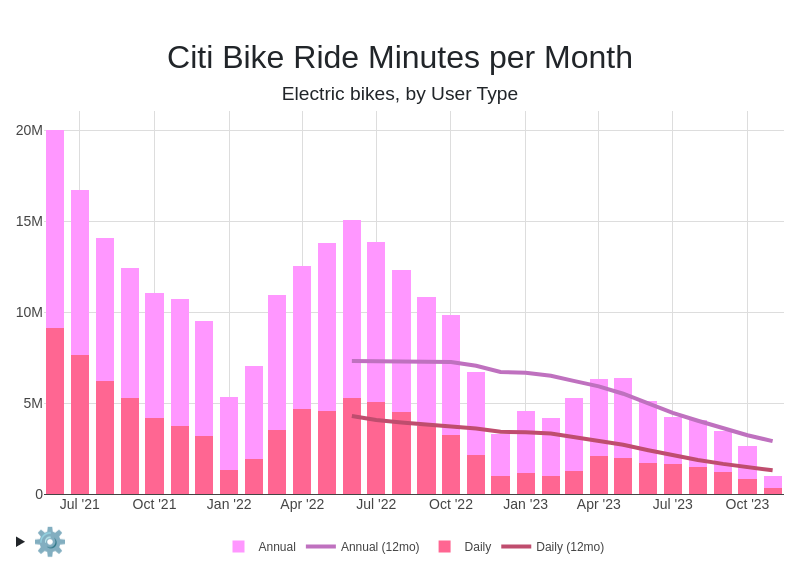 Citi Bike Ride Minutes per Month
Electric bikes, by User Type
20M
15M
10M
5M
0
Jul '21 Oct '21 Jan '22 Apr '22 Jul '22 Oct '22 Jan '23 Apr '23 Jul '23 Oct '23
Annual Annual (12mo) Daily Daily (12mo)